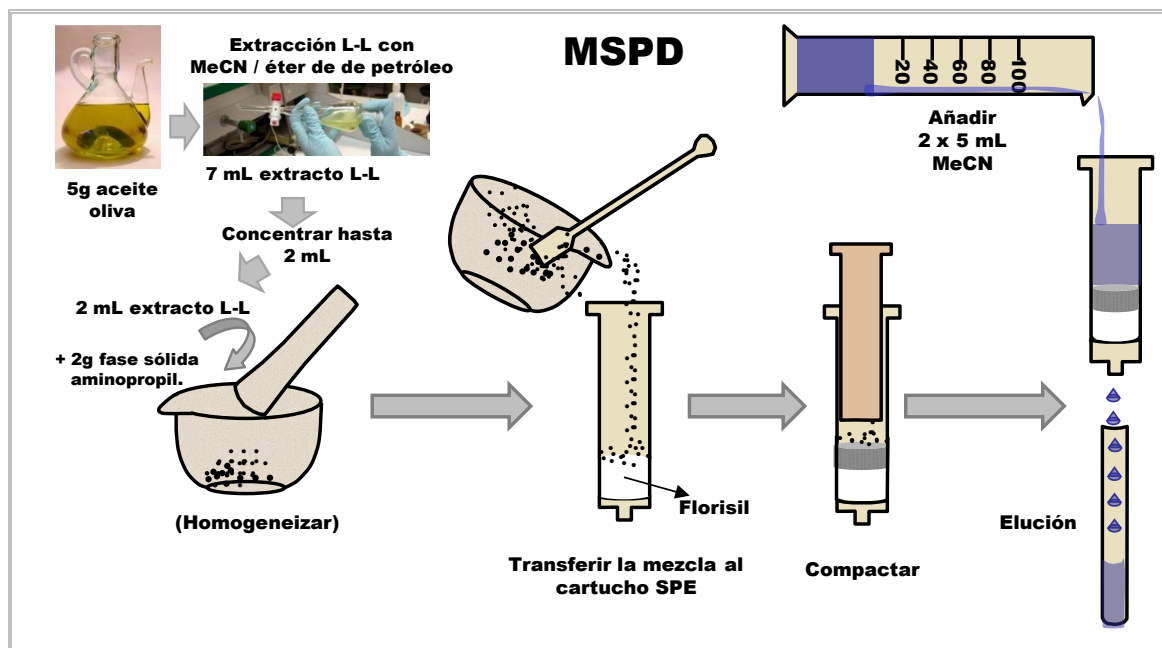 MSPD
Extracción L-L con
MeCN / éter de de petróleo
5g aceite
oliva
7 mL extracto L-L
Concentrar hasta
2 mL
2 mL extracto L-L
+ 2g fase sólida
aminopropil.
(Homogeneizar)
Florisil
Transferir la mezcla al
cartucho SPE
Compactar
20 40 60 80 100
Añadir
2 x 5 mL
MeCN
Elución